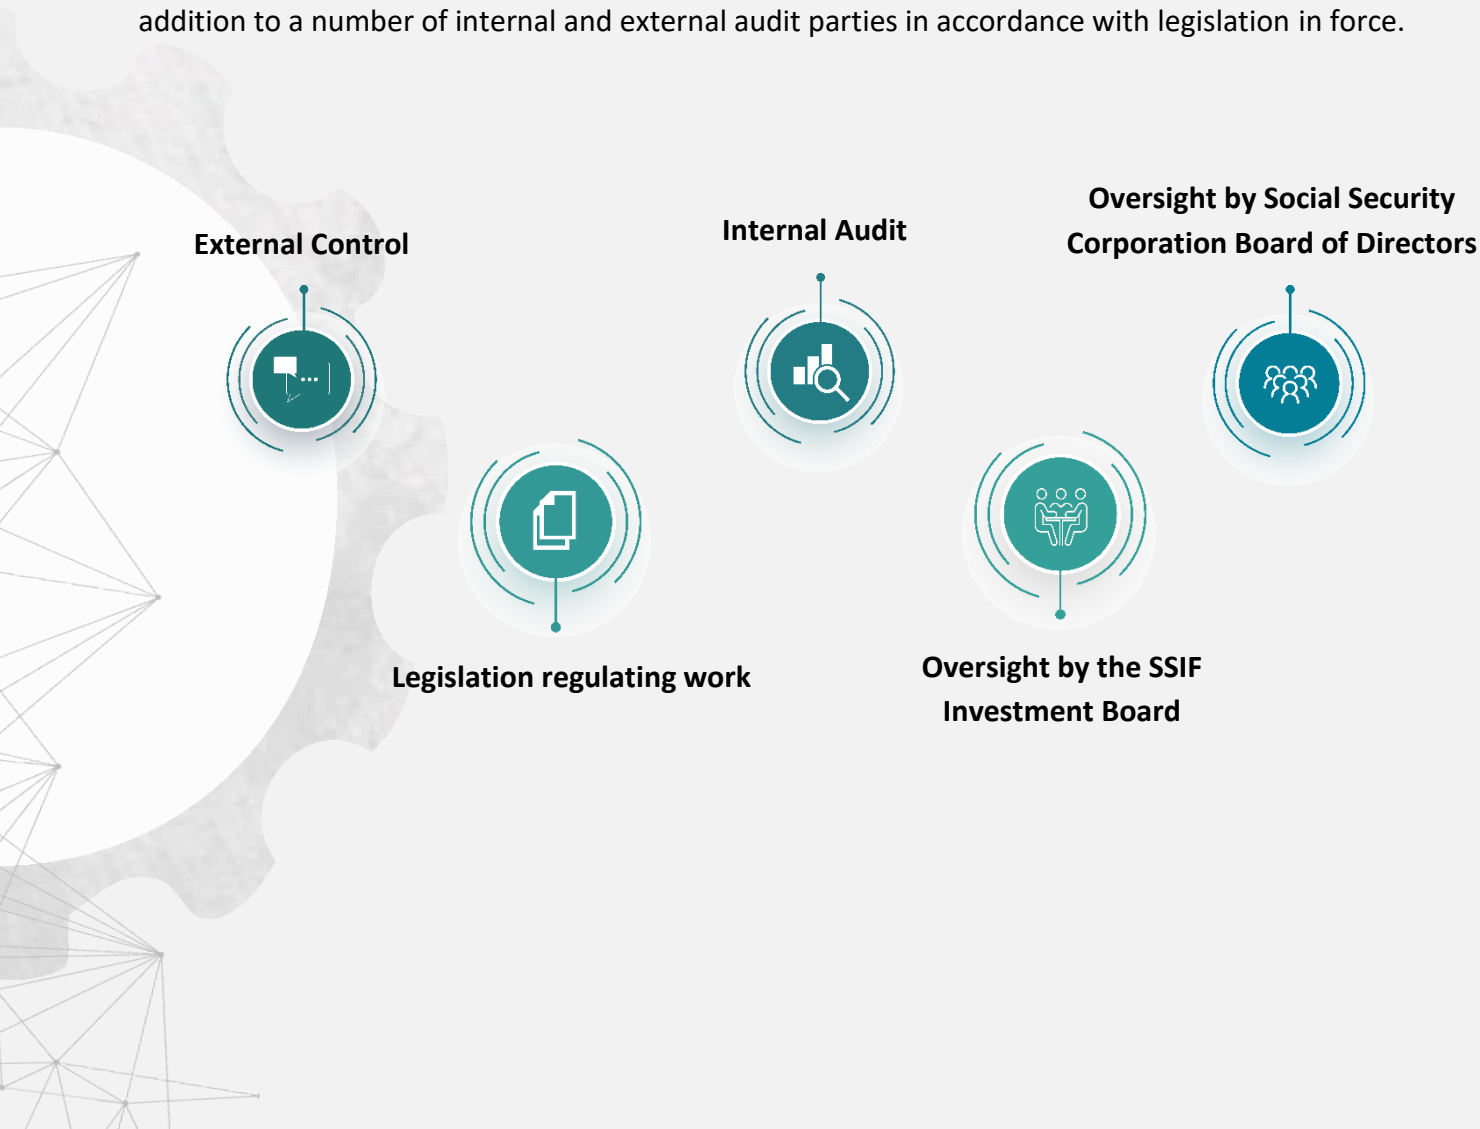 addition to a number of internal and external audit parties in accordance with legislation in force.
External Control
Internal Audit
Oversight by Social Security
Corporation Board of Directors
Legislation regulating work
Oversight by the SSIF
Investment Board